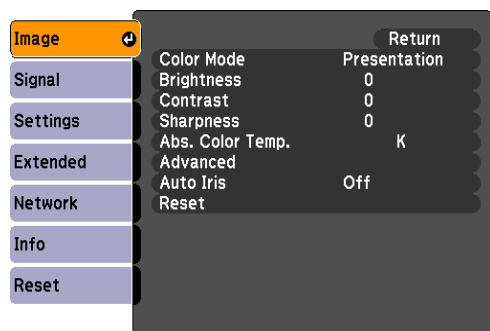 Image
Signal
Settings
Extended
Network
Info
Reset
Return
Color Mode Presentation
Brightness 0
Contrast 0
Sharpness 0
Abs. Color Temp. K
Advanced
Auto Iris Off
Reset